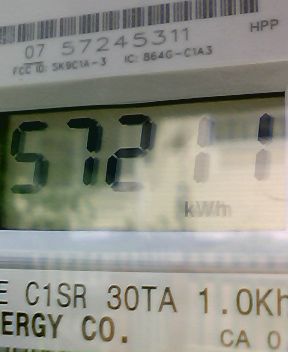 07 57245311
HPP
FCC ID: SK9C1A-3 IC: 864G-C1A3
57211
kWh
E C1SR 30TA 1.0Kh
ERGY CO.
CA 0